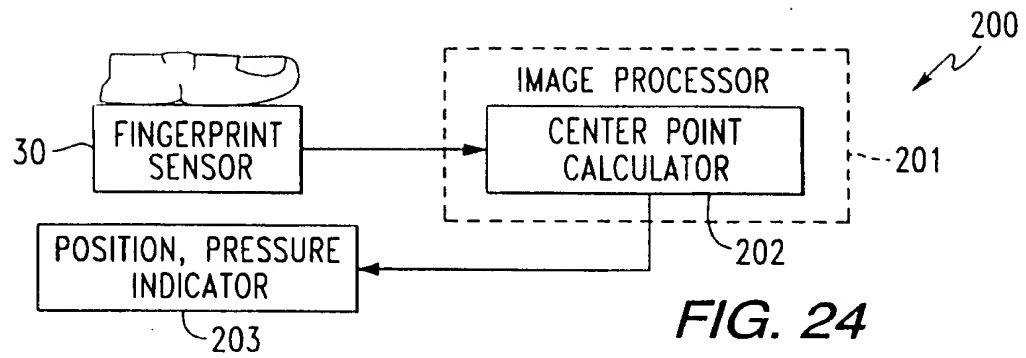 200
IMAGE PROCESSOR
30
FINGERPRINT
SENSOR
CENTER POINT
CALCULATOR
201
202
POSITION, PRESSURE
INDICATOR
203
FIG. 24